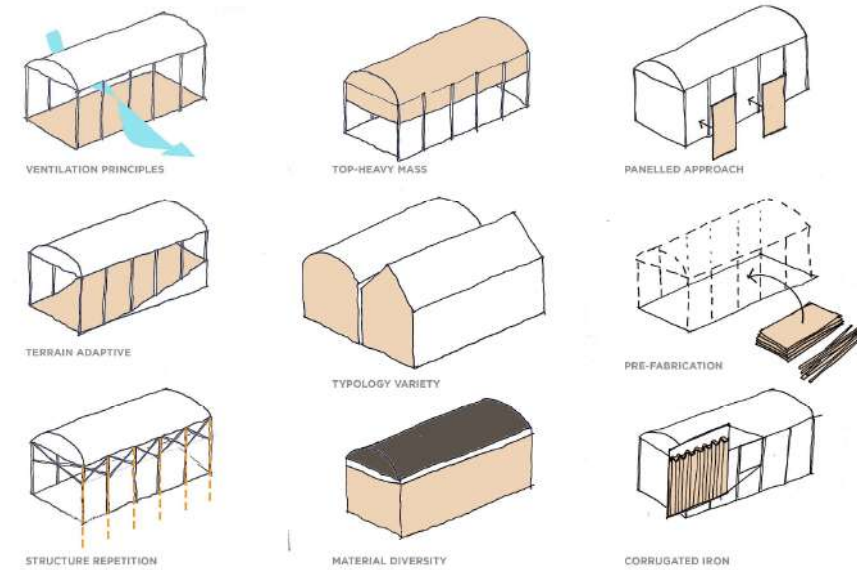 VENTILATION PRINCIPLES
TOP-HEAVY MASS
PANELLED APPROACH
TERRAIN ADAPTIVE
TYPOLOGY VARIETY
PRE-FABRICATION
STRUCTURE REPETITION
MATERIAL DIVERSITY
CORRUGATED IRON